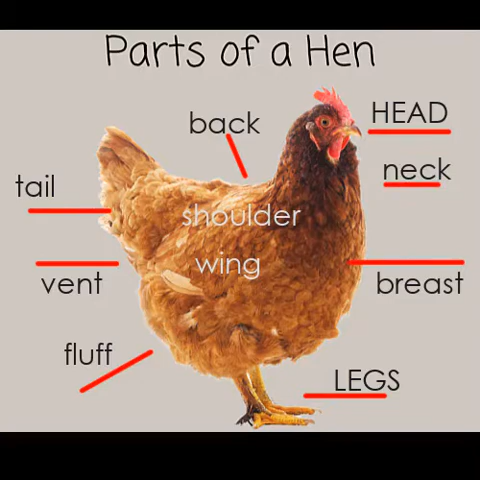 Parts of a Hen
back
HEAD
neck
tail
shoulder
wing
vent
breast
fluff
LEGS